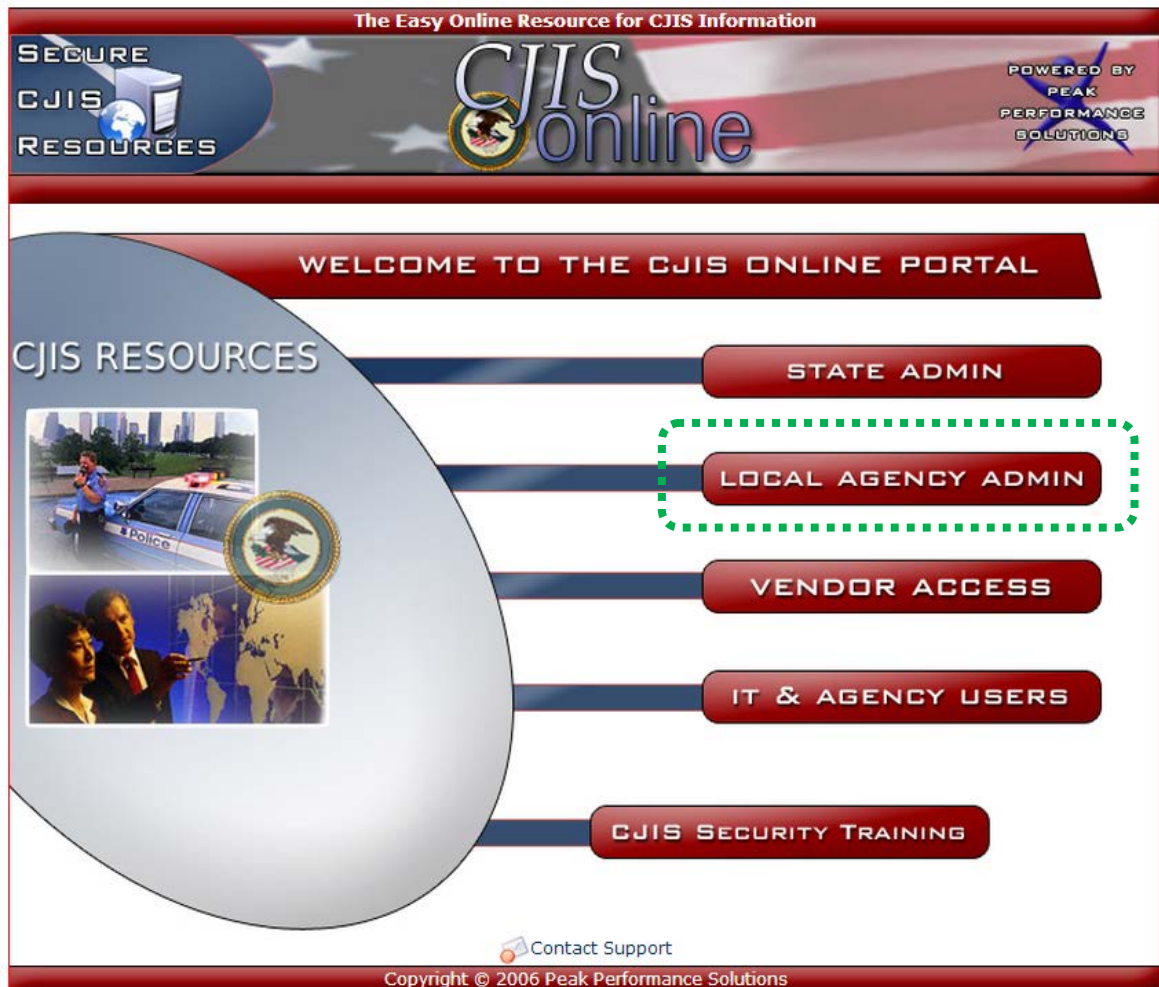 The Easy Online Resource for CJIS Information
SECURE
CJIS
RESOURCES
CJIS
online
POWERED BY
PEAK
PERFORMANCE
SOLUTIONS
WELCOME TO THE CJIS ONLINE PORTAL
CJIS RESOURCES
STATE ADMIN
LOCAL AGENCY ADMIN
Police
VENDOR ACCESS
IT & AGENCY USERS
CJIS SECURITY TRAINING
Contact Support
Copyright © 2006 Peak Performance Solutions